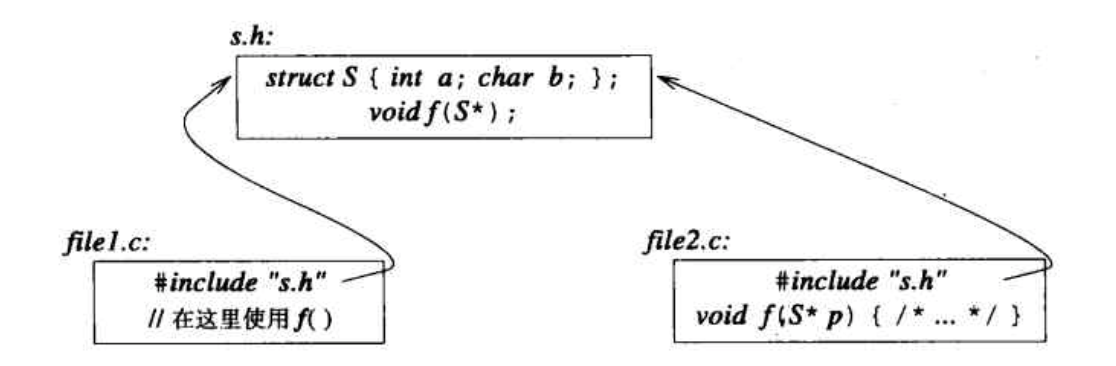 s.h:
struct S { int a; char b; };
void f(S*);
file1.c:
#include "s.h"
// 在这里使用 f( )
file2.c:
#include "s.h"
void f(S* p) { /* ... */ }